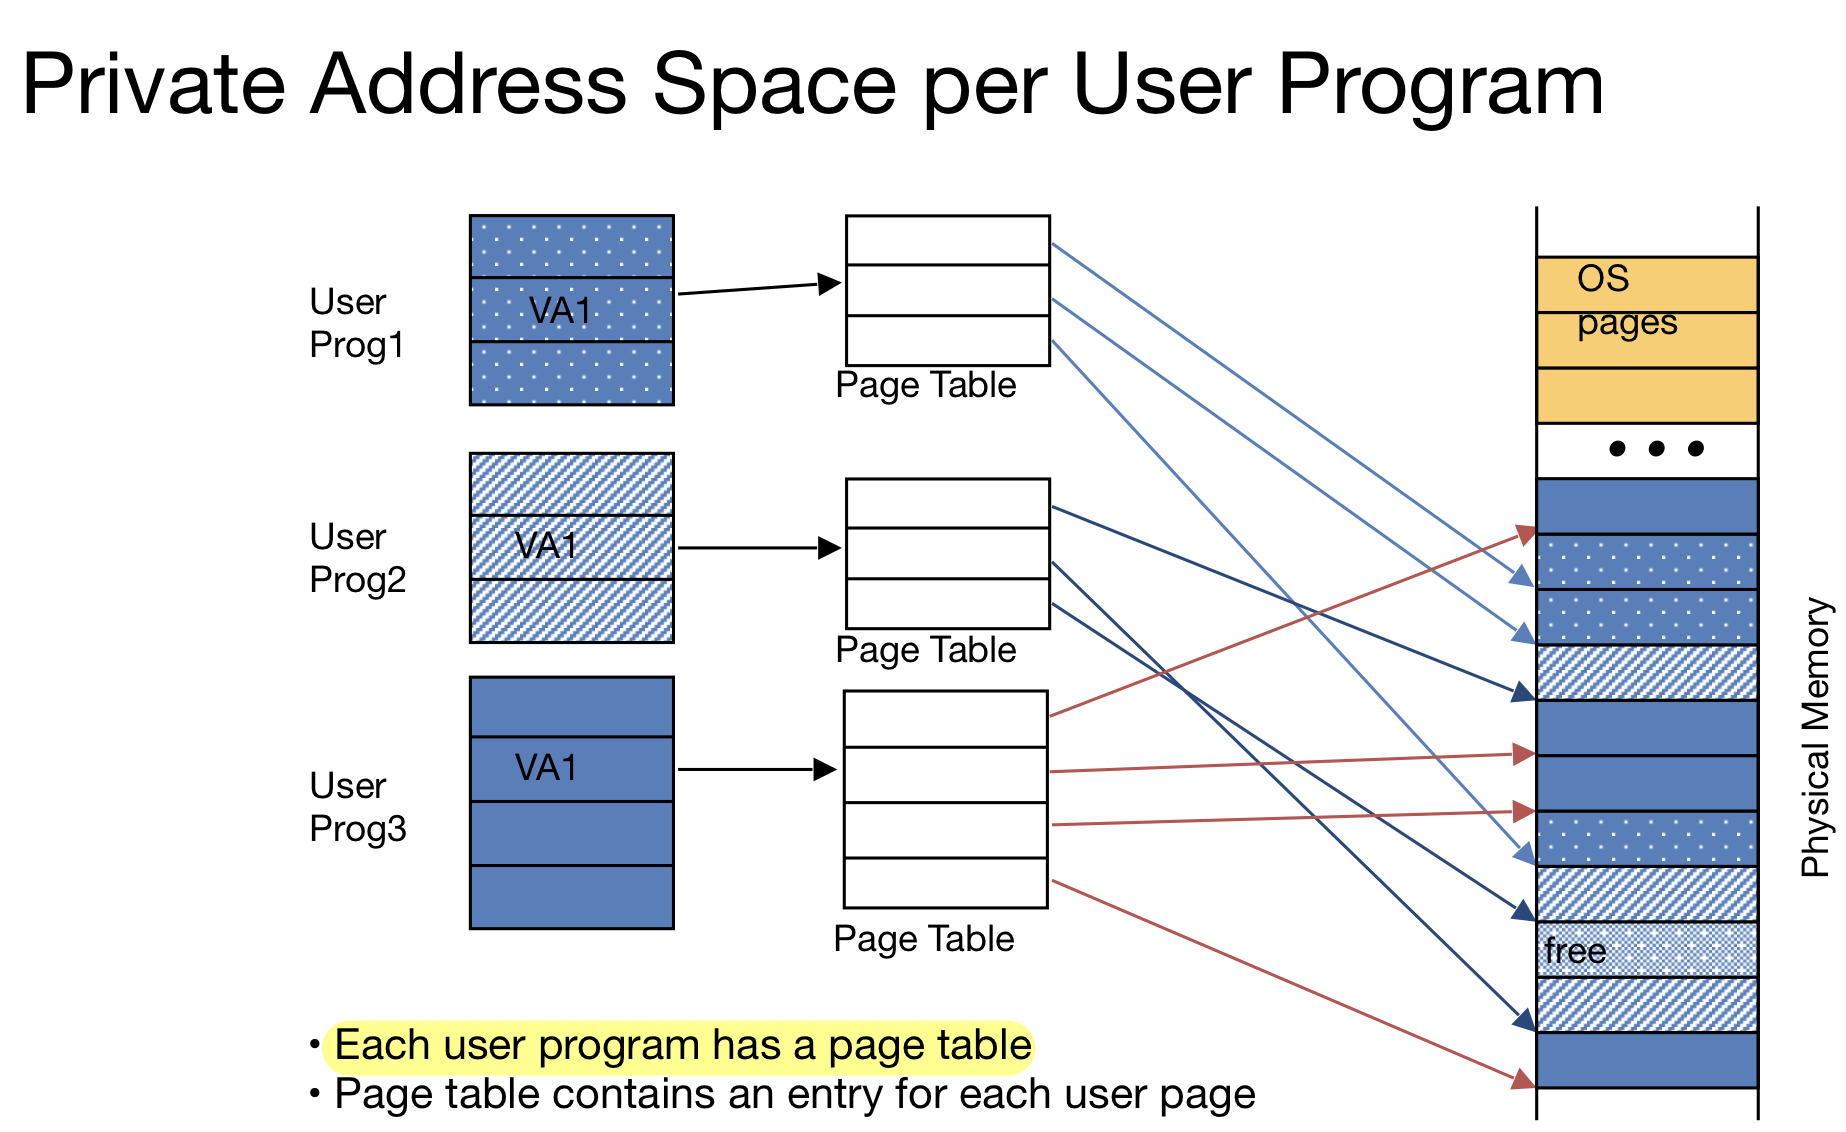 Private Address Space per User Program
User
Prog1
VA1
Page Table
OS
pages
• • •
User
Prog2
VA1
Page Table
User
Prog3
VA1
Page Table
free
Physical Memory
• Each user program has a page table
• Page table contains an entry for each user page